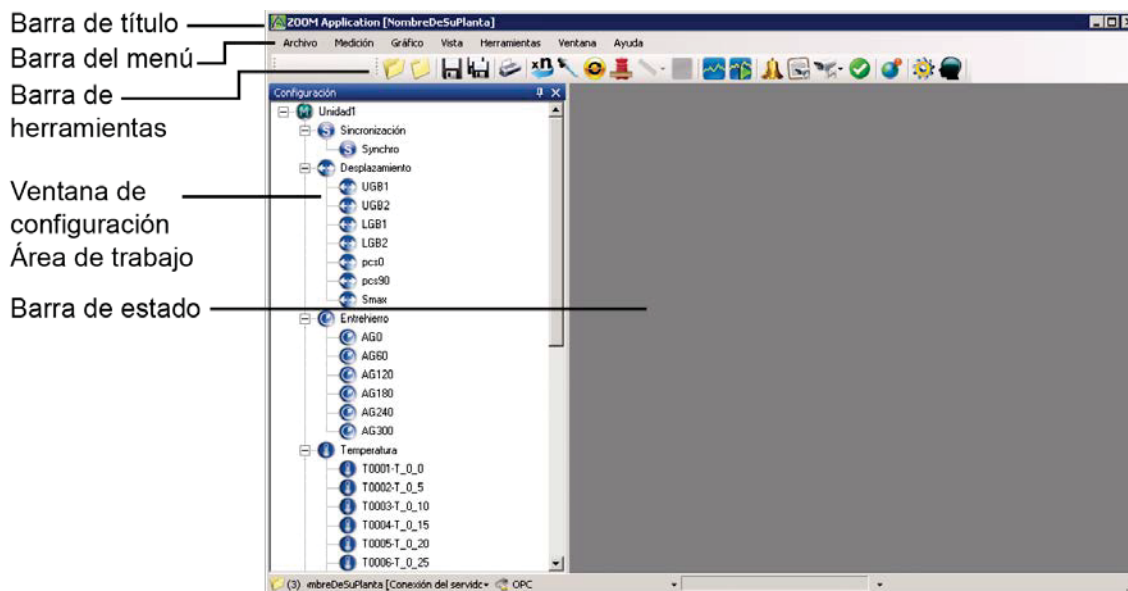 Barra de título
Barra del menú
Barra de
herramientas
Ventana de
configuración
Área de trabajo
Barra de estado
ZOOM Application [NombreDeSuPlanta]
Archivo Medición Gráfico Vista Herramientas Ventana Ayuda
Configuración
Unidad1
Sincronización
Synchro
Desplazamiento
UGB1
UGB2
LGB1
LGB2
pcs0
pcs90
Smax
Entrehierro
AG0
AG60
AG120
AG180
AG240
AG300
Temperatura
T0001-T_0_0
T0002-T_0_5
T0003-T_0_10
T0004-T_0_15
T0005-T_0_20
T0006-T_0_25
(3) mbreDeSuPlanta [Conexión del servidc OPC